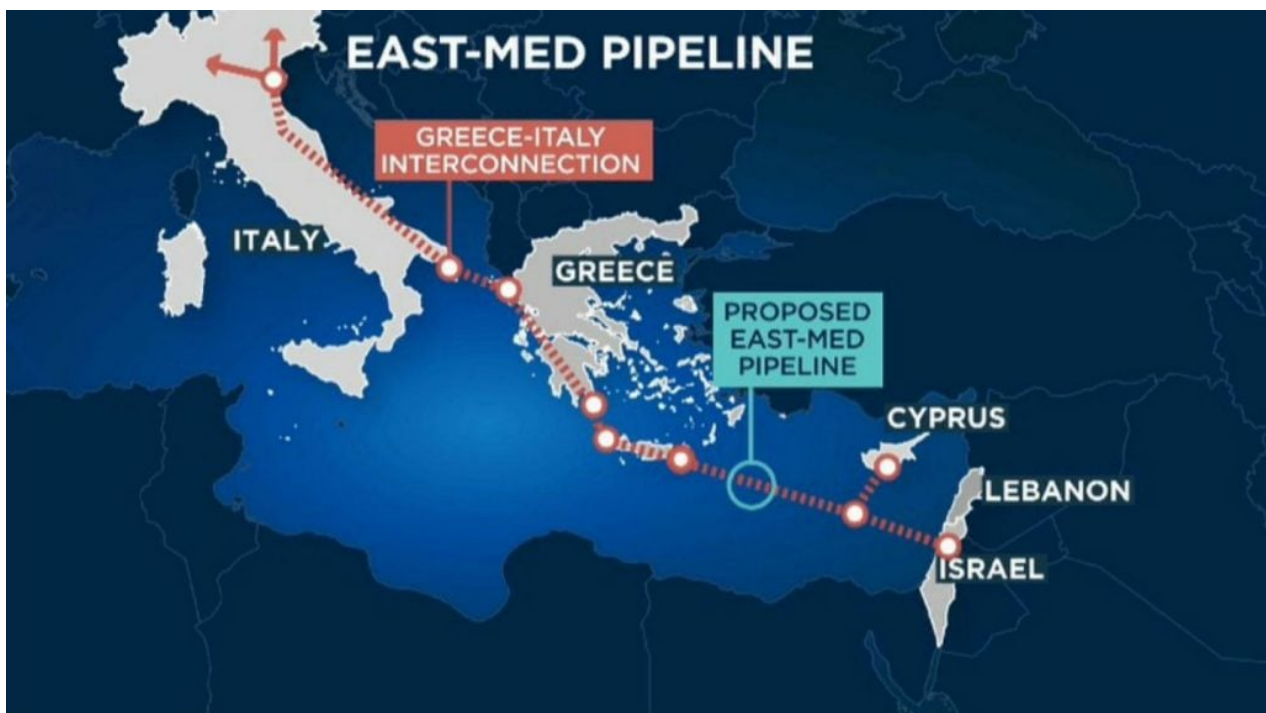 EAST-MED PIPELINE
GREECE-ITALY
INTERCONNECTION
ITALY
GREECE
PROPOSED
EAST-MED
PIPELINE
CYPRUS
LEBANON
ISRAEL